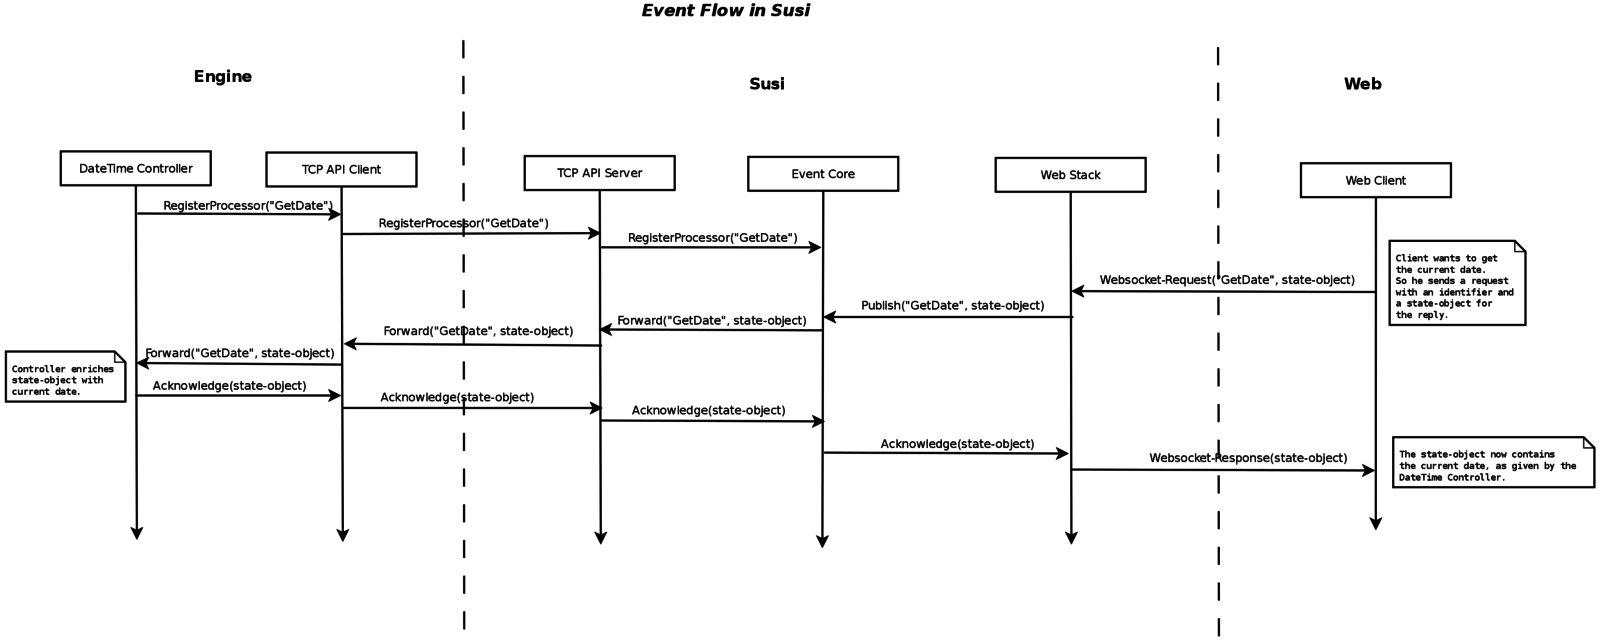 Event Flow in Susi
Engine
Susi
Web
DateTime Controller
TCP API Client
TCP API Server
Event Core
Web Stack
Web Client
RegisterProcessor("GetDate")
RegisterProcessor("GetDate")
RegisterProcessor("GetDate")
Client wants to get
the current date.
So he sends a request
with an identifier and
a state-object for
the reply.
Websocket-Request("GetDate", state-object)
Publish("GetDate", state-object)
Forward("GetDate", state-object)
Forward("GetDate", state-object)
Forward("GetDate", state-object)
Controller enriches
state-object with
current date.
Acknowledge(state-object)
Acknowledge(state-object)
Acknowledge(state-object)
Acknowledge(state-object)
Websocket-Response(state-object)
The state-object now contains
the current date, as given by the
DateTime Controller.